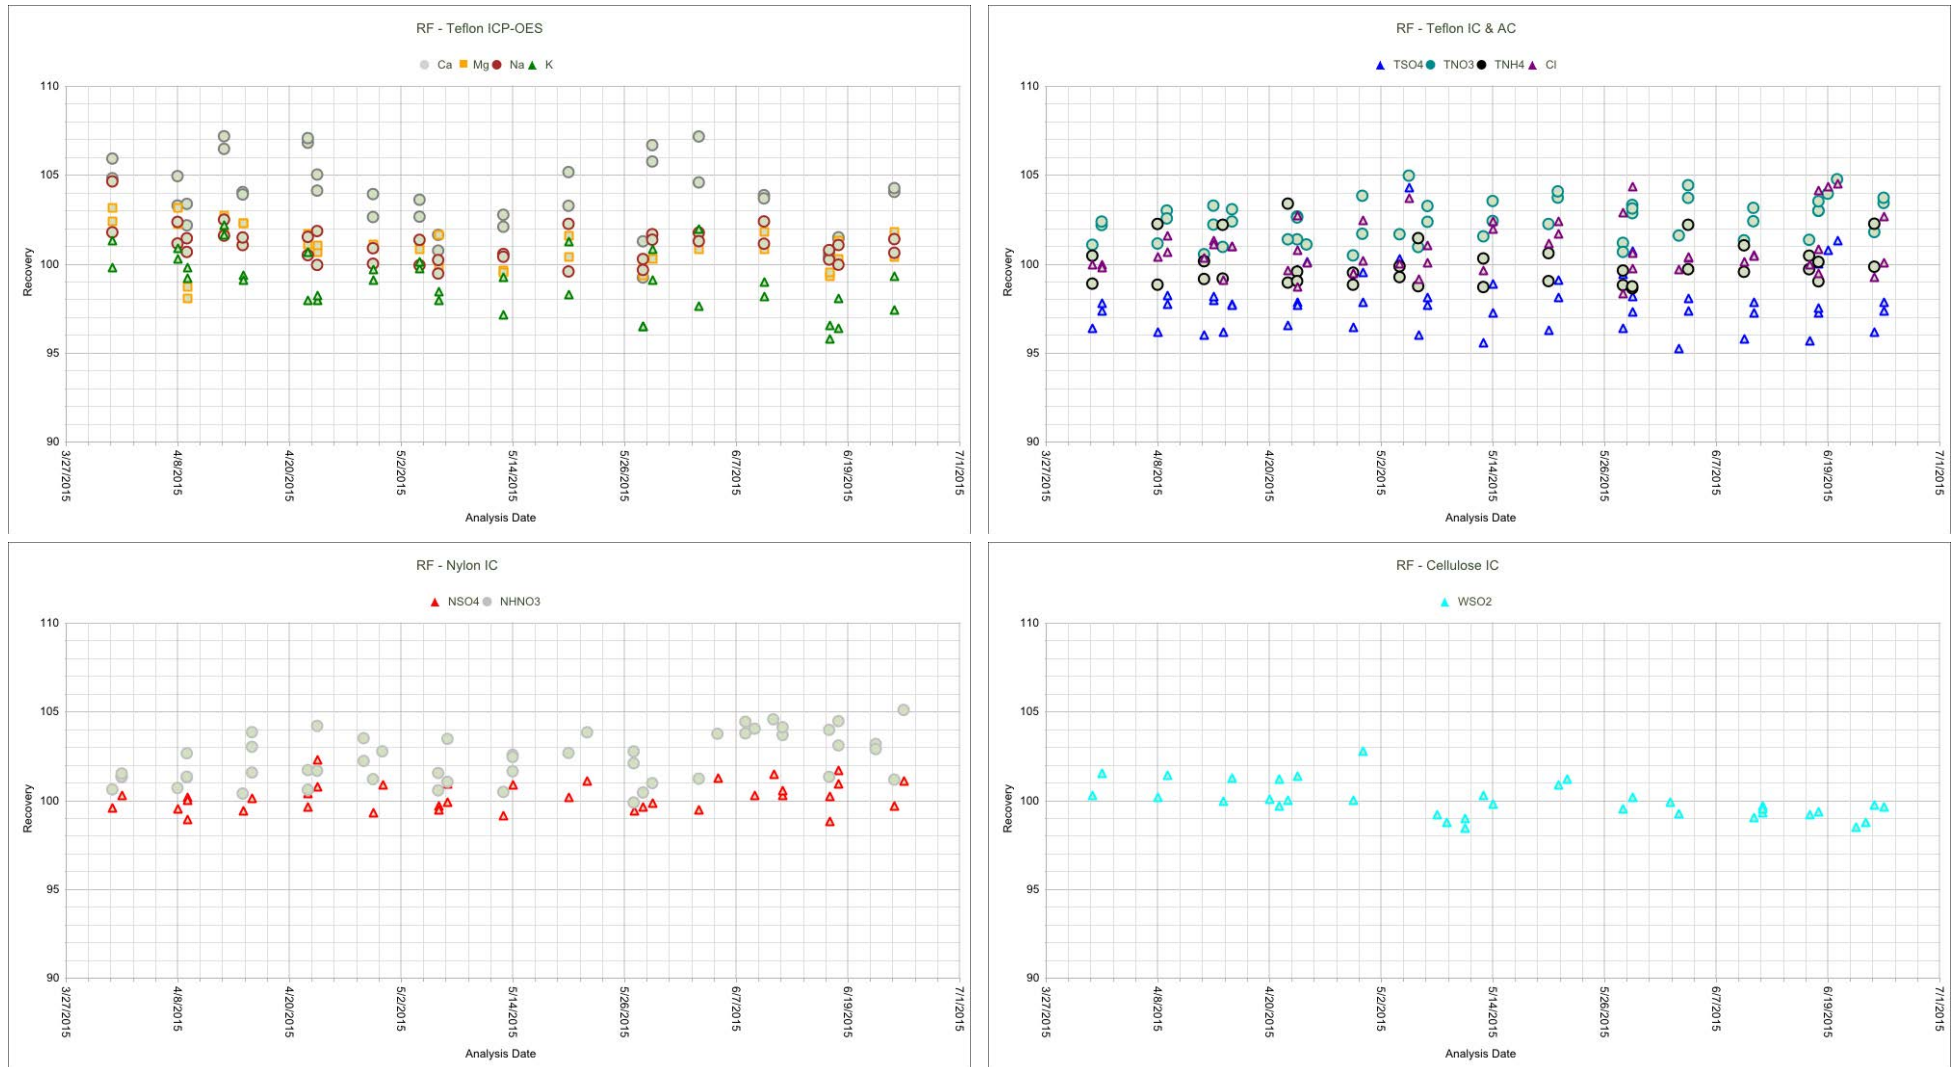 RF - Teflon ICP-OES
Ca Mg Na K
110
105
100
95
90
Recovery
3/27/2015 4/8/2015 4/20/2015 5/2/2015 5/14/2015 5/26/2015 6/7/2015 6/19/2015 7/1/2015
Analysis Date
RF - Teflon IC & AC
TSO4 TNO3 TNH4 Cl
110
105
100
95
90
Recovery
3/27/2015 4/8/2015 4/20/2015 5/2/2015 5/14/2015 5/26/2015 6/7/2015 6/19/2015 7/1/2015
Analysis Date
RF - Nylon IC
NSO4 NHNO3
110
105
100
95
90
Recovery
3/27/2015 4/8/2015 4/20/2015 5/2/2015 5/14/2015 5/26/2015 6/7/2015 6/19/2015 7/1/2015
Analysis Date
RF - Cellulose IC
WSO2
110
105
100
95
90
Recovery
3/27/2015 4/8/2015 4/20/2015 5/2/2015 5/14/2015 5/26/2015 6/7/2015 6/19/2015 7/1/2015
Analysis Date